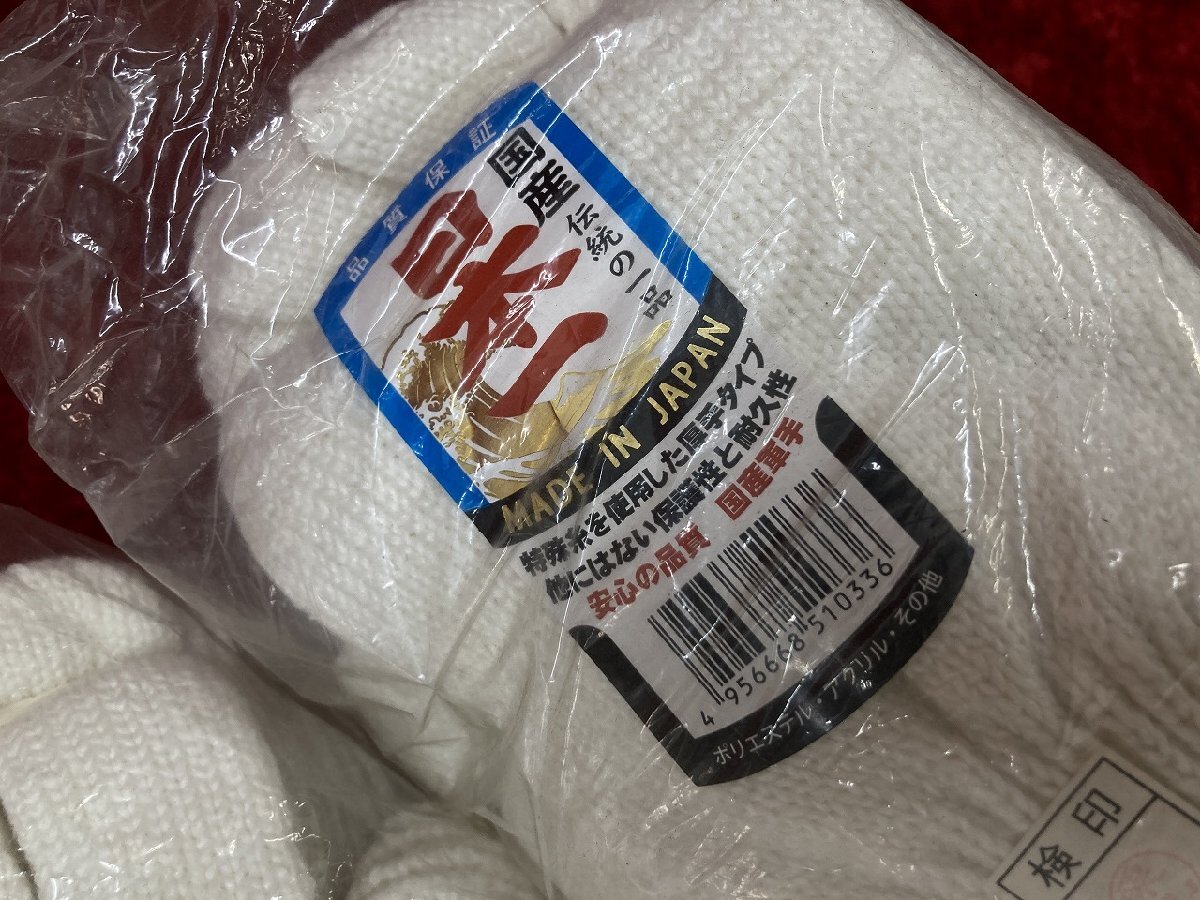 品質保証
国産
日本一
伝統の一品
MADE IN JAPAN
特殊糸を使用した厚手タイプ
他にはない保護性と耐久性
安心の品質 国産軍手
4 956668 510336
ポリエステル・アクリル・その他
検印